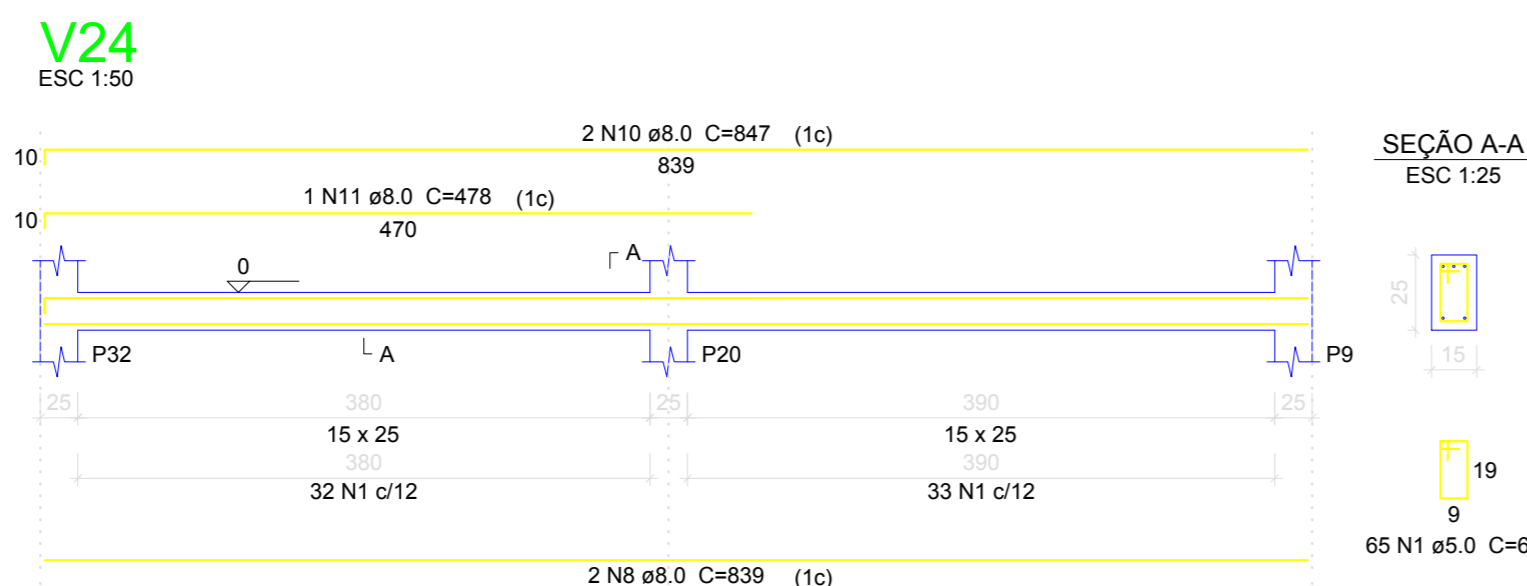 V24
ESC 1:50
2 N10 ø8.0 C=847 (1c)
10
839
SEÇÃO A-A
ESC 1:25
1 N11 ø8.0 C=478 (1c)
10
470
A
0
25
P32
A
P20
P9
15
25 380 25 390 25
15 x 25 15 x 25
380 390
32 N1 c/12 33 N1 c/12
19
9
65 N1 ø5.0 C=6
2 N8 ø8.0 C=839 (1c)